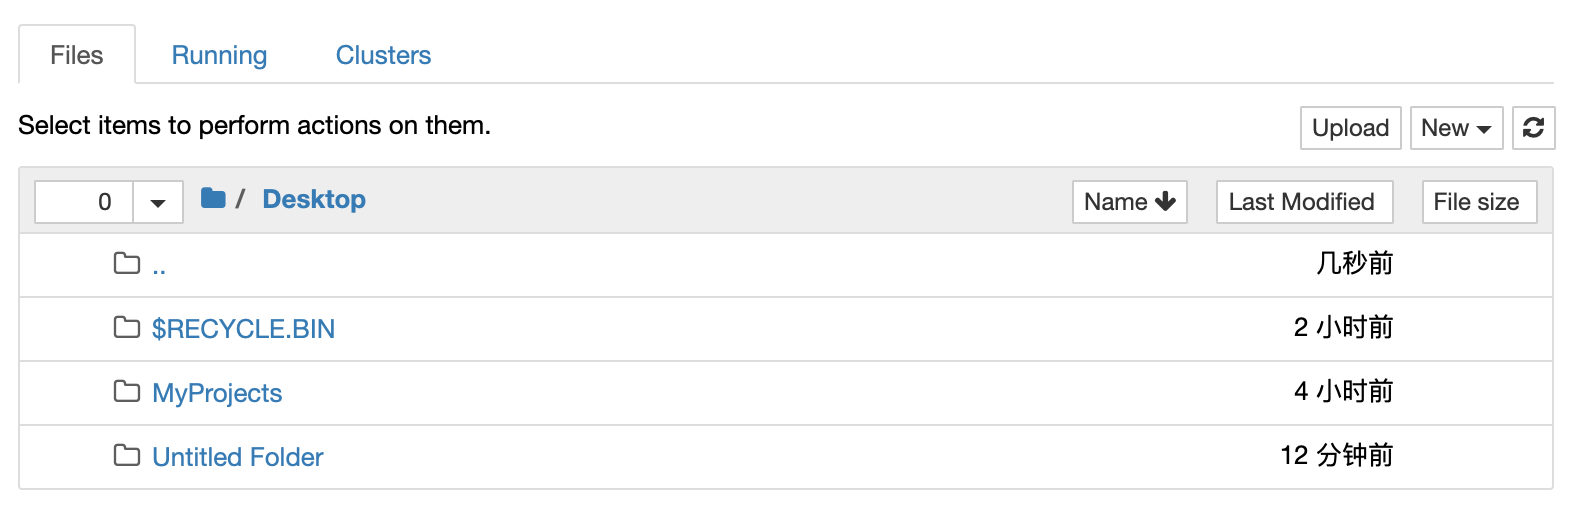 Files Running Clusters
Select items to perform actions on them.
Upload New
0 / Desktop Name Last Modified File size
.. 几秒前
$RECYCLE.BIN 2 小时前
MyProjects 4 小时前
Untitled Folder 12 分钟前